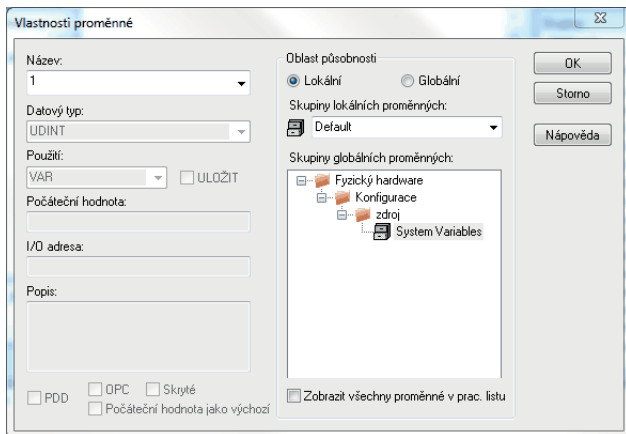 Vlastnosti proměnné
Název:
1
Datový typ:
UDINT
Použití:
VAR
ULOŽIT
Počáteční hodnota:
I/O adresa:
Popis:
PDD
OPC
Skryté
Počáteční hodnota jako výchozí
Oblast působnosti
Lokální
Globální
Skupiny lokálních proměnných:
Default
Skupiny globálních proměnných:
Fyzický hardware
Konfigurace
zdroj
System Variables
Zobrazit všechny proměnné v prac. listu
OK
Storno
Nápověda